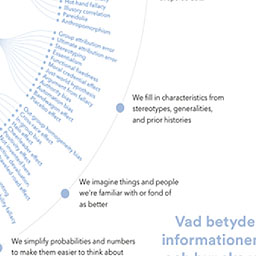 Hot hand fallacy
Illusory correlation
Pareidolia
Anthropomorphism
Group attribution error
Ultimate attribution error
Stereotyping
Essentialism
Functional fixedness
Moral credential effect
Just-world hypothesis
Argument from fallacy
Authority bias
Automation bias
Bandwagon effect
Placebo effect
Out-group homogeneity bias
Cross-race effect
In-group bias
Halo effect
Cheerleader effect
Positivity effect
Not invented here
Reactive devaluation
Well-traveled road effect
We fill in characteristics from
stereotypes, generalities,
and prior histories
We imagine things and people
we're familiar with or fond of
as better
Vad betyde
informatione
We simplify probabilities and numbers
to make them easier to think about